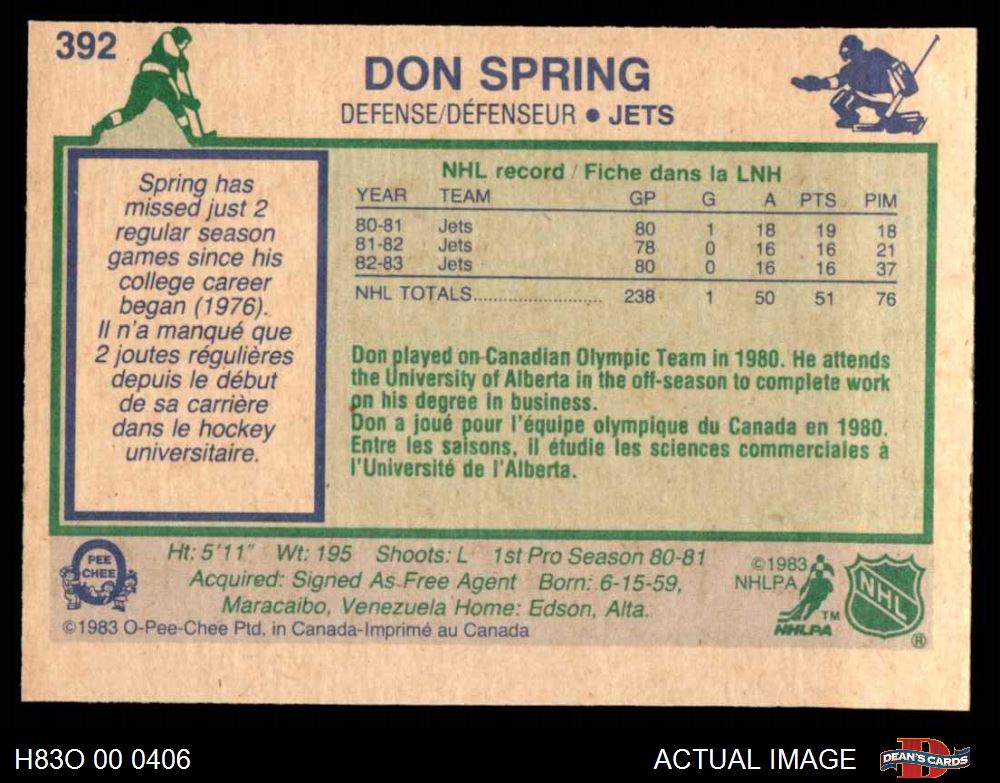 392
DON SPRING
DEFENSE/DÉFENSEUR • JETS
Spring has
missed just 2
regular season
games since his
college career
began (1976).
Il n'a manqué que
2 joutes régulières
depuis le début
de sa carrière
dans le hockey
universitaire.
NHL record / Fiche dans la LNH
YEAR TEAM GP G A PTS PIM
80-81 Jets 80 1 18 19 18
81-82 Jets 78 0 16 16 21
82-83 Jets 80 0 16 16 37
NHL TOTALS............................ 238 1 50 51 76
Don played on Canadian Olympic Team in 1980. He attends
the University of Alberta in the off-season to complete work
on his degree in business.
Don a joué pour l'équipe olympique du Canada en 1980.
Entre les saisons, il étudie les sciences commerciales à
l'Université de l'Alberta.
O PEE CHEE
Ht: 5'11" Wt: 195 Shoots: L 1st Pro Season 80-81
Acquired: Signed As Free Agent Born: 6-15-59,
Maracaibo, Venezuela Home: Edson, Alta.
©1983 O-Pee-Chee Ptd. in Canada-Imprimé au Canada
©1983
NHLPA
TM
NHLPA
NHL
®
H83O 00 0406
ACTUAL IMAGE
DEAN'S CARDS